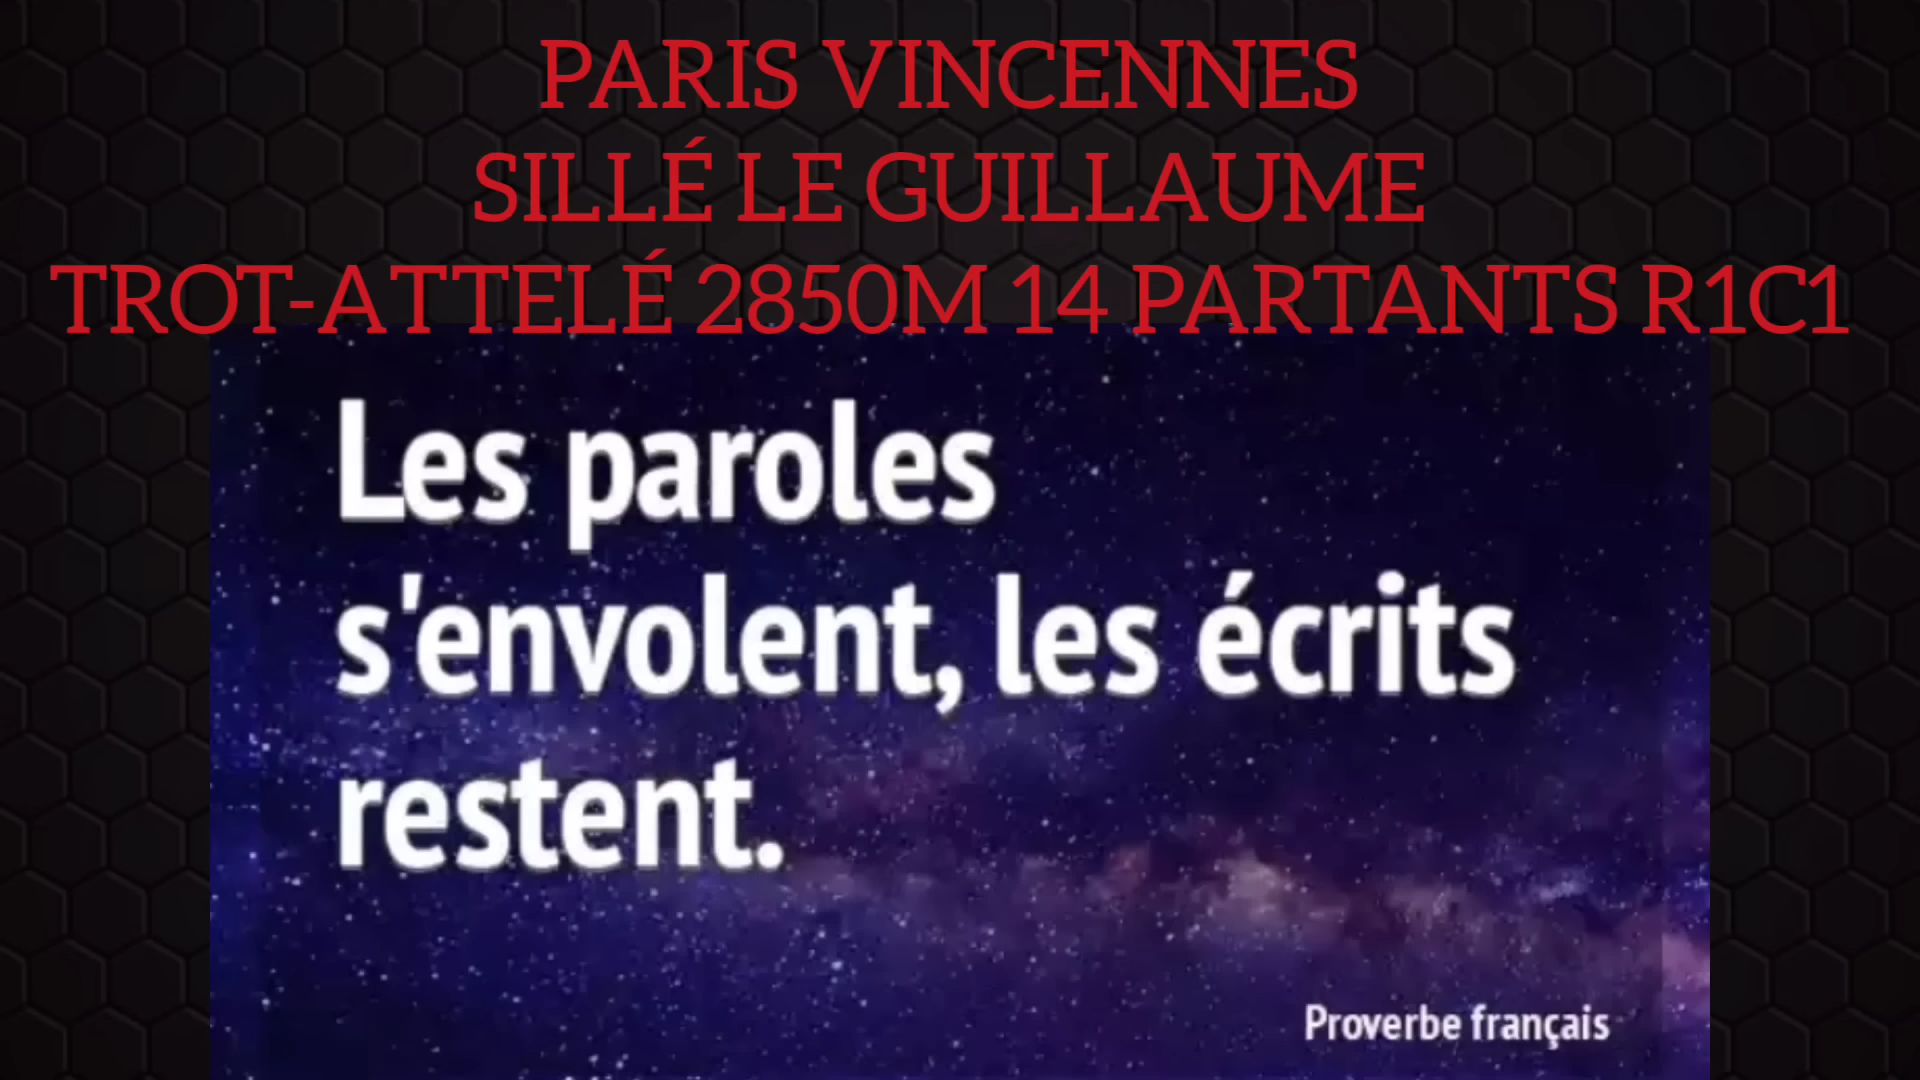 PARIS VINCENNES
SILLÉ LE GUILLAUME
TROT-ATTELÉ 2850M 14 PARTANTS R1C1
Les paroles
s'envolent, les écrits
restent.
Proverbe français